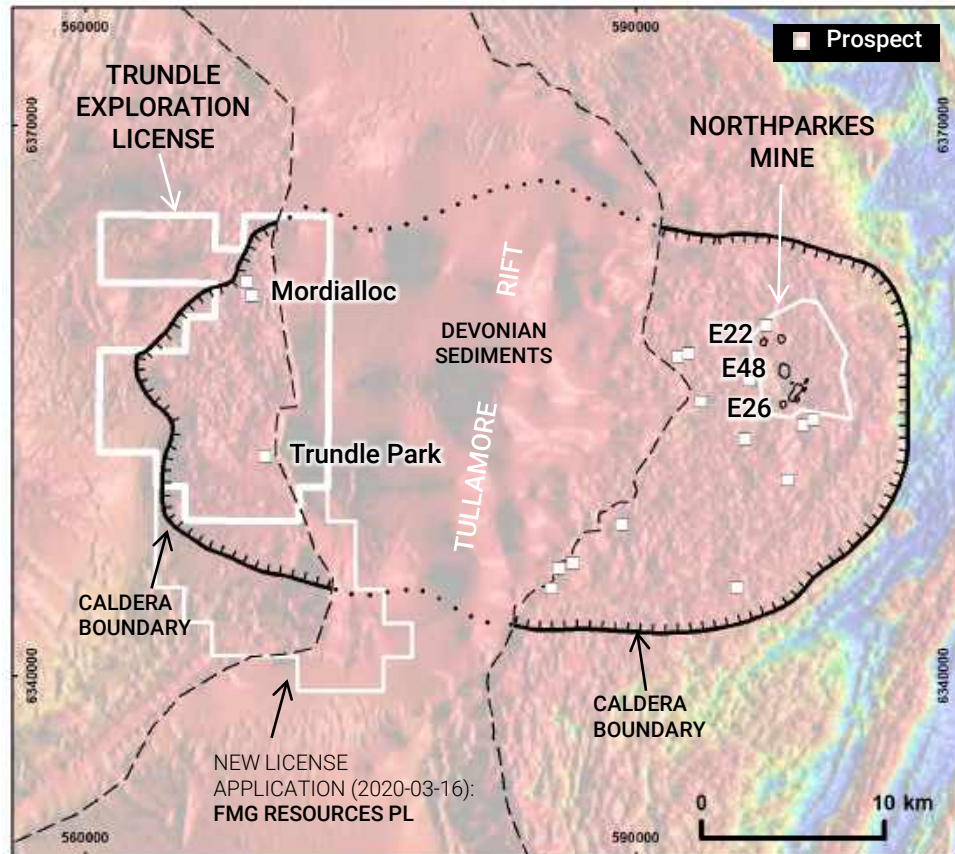 560000
590000
Prospect
TRUNDLE
EXPLORATION
LICENSE
6370000
NORTHPARKES
MINE
6370000
RIFT
Mordialloc
DEVONIAN
SEDIMENTS
E22
E48
E26
TULLAMORE
Trundle Park
CALDERA
BOUNDARY
6340000
6340000
CALDERA
BOUNDARY
NEW LICENSE
APPLICATION (2020-03-16):
FMG RESOURCES PL
0 10 km
560000
590000